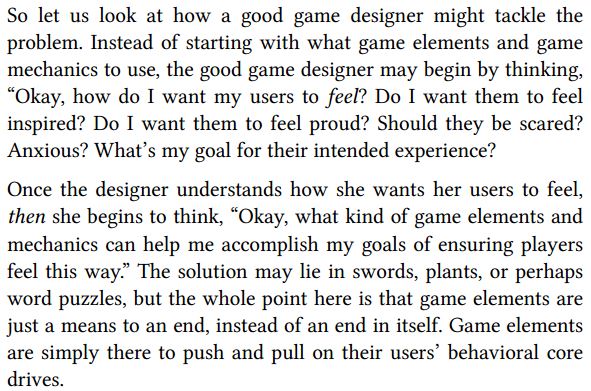 So let us look at how a good game designer might tackle the
problem. Instead of starting with what game elements and game
mechanics to use, the good game designer may begin by thinking,
“Okay, how do I want my users to feel? Do I want them to feel
inspired? Do I want them to feel proud? Should they be scared?
Anxious? What’s my goal for their intended experience?
Once the designer understands how she wants her users to feel,
then she begins to think, “Okay, what kind of game elements and
mechanics can help me accomplish my goals of ensuring players
feel this way.” The solution may lie in swords, plants, or perhaps
word puzzles, but the whole point here is that game elements are
just a means to an end, instead of an end in itself. Game elements
are simply there to push and pull on their users’ behavioral core
drives.